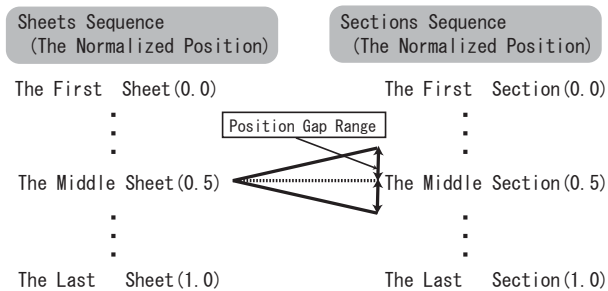 Sheets Sequence
(The Normalized Position)
Sections Sequence
(The Normalized Position)
The First Sheet(0.0)
The First Section(0.0)
Position Gap Range
The Middle Sheet(0.5)
The Middle Section(0.5)
The Last Sheet(1.0)
The Last Section(1.0)